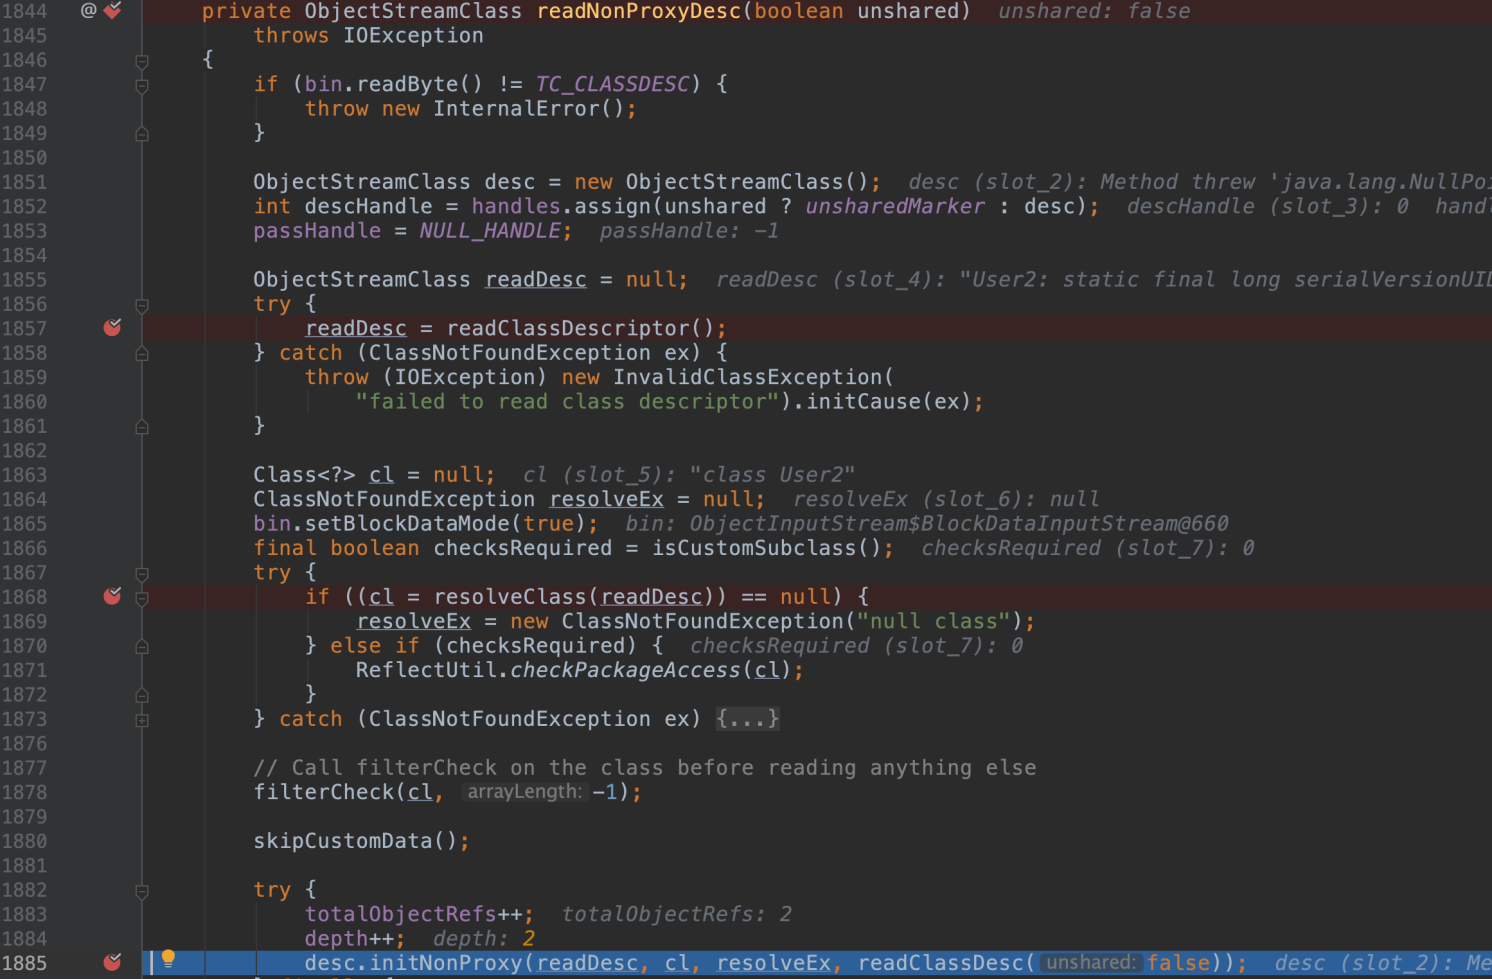 1844 @ private ObjectStreamClass readNonProxyDesc(boolean unshared)  unshared: false
1845 throws IOException
1846 {
1847 if (bin.readByte() != TC_CLASSDESC) {
1848 throw new InternalError();
1849 }
1850
1851 ObjectStreamClass desc = new ObjectStreamClass();  desc (slot_2): Method threw 'java.lang.NullPoi
1852 int descHandle = handles.assign(unshared ? unsharedMarker : desc);  descHandle (slot_3): 0  handl
1853 passHandle = NULL_HANDLE;  passHandle: -1
1854
1855 ObjectStreamClass readDesc = null;  readDesc (slot_4): "User2: static final long serialVersionUID
1856 try {
1857 readDesc = readClassDescriptor();
1858 } catch (ClassNotFoundException ex) {
1859 throw (IOException) new InvalidClassException(
1860 "failed to read class descriptor").initCause(ex);
1861 }
1862
1863 Class<?> cl = null;  cl (slot_5): "class User2"
1864 ClassNotFoundException resolveEx = null;  resolveEx (slot_6): null
1865 bin.setBlockDataMode(true);  bin: ObjectInputStream$BlockDataInputStream@660
1866 final boolean checksRequired = isCustomSubclass();  checksRequired (slot_7): 0
1867 try {
1868 if ((cl = resolveClass(readDesc)) == null) {
1869 resolveEx = new ClassNotFoundException("null class");
1870 } else if (checksRequired) {  checksRequired (slot_7): 0
1871 ReflectUtil.checkPackageAccess(cl);
1872 }
1873 } catch (ClassNotFoundException ex) {...}
1876
1877 // Call filterCheck on the class before reading anything else
1878 filterCheck(cl, arrayLength: -1);
1879
1880 skipCustomData();
1881
1882 try {
1883 totalObjectRefs++;  totalObjectRefs: 2
1884 depth++;  depth: 2
1885 desc.initNonProxy(readDesc, cl, resolveEx, readClassDesc( unshared: false));  desc (slot_2): Me